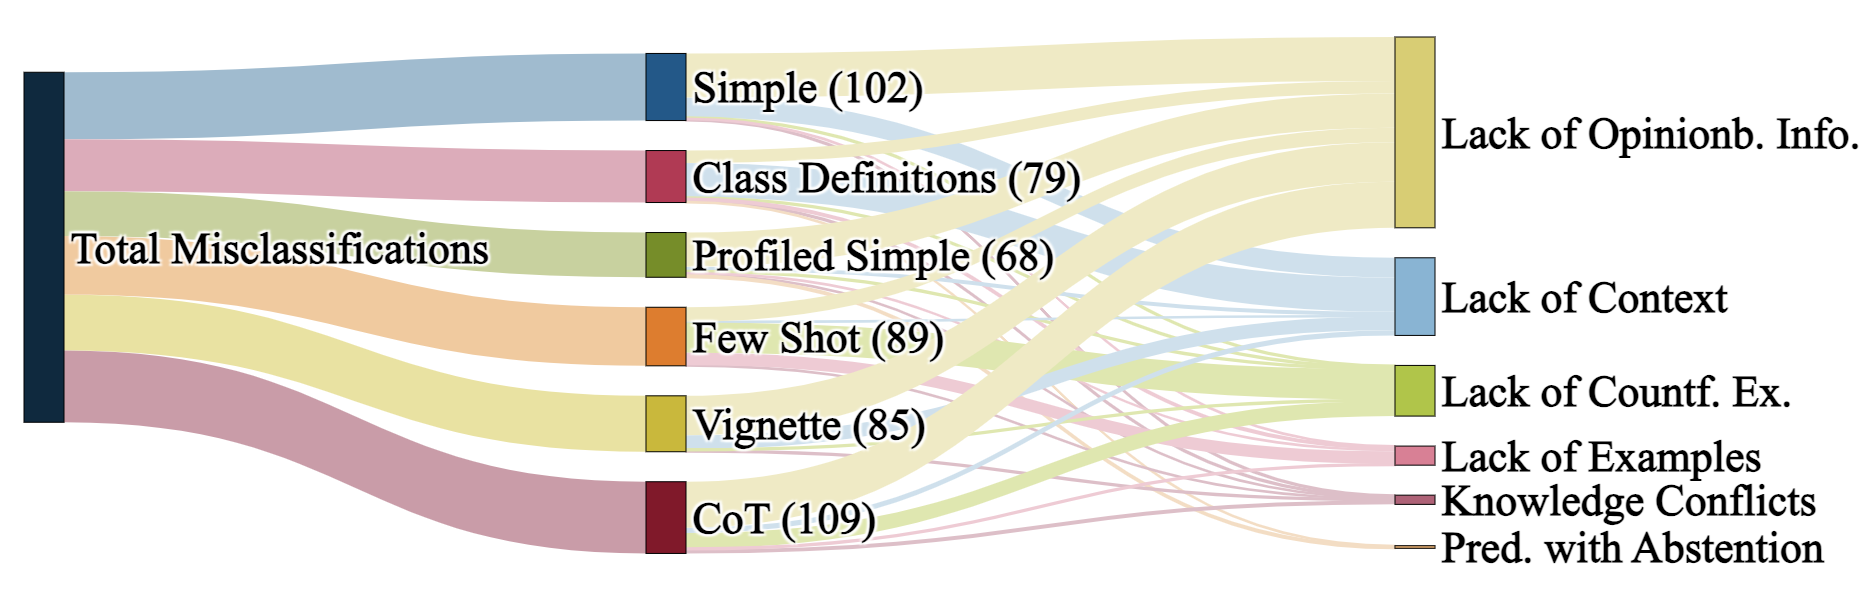 Total Misclassifications
Simple (102)
Class Definitions (79)
Profiled Simple (68)
Few Shot (89)
Vignette (85)
CoT (109)
Lack of Opinionb. Info.
Lack of Context
Lack of Countf. Ex.
Lack of Examples
Knowledge Conflicts
Pred. with Abstention